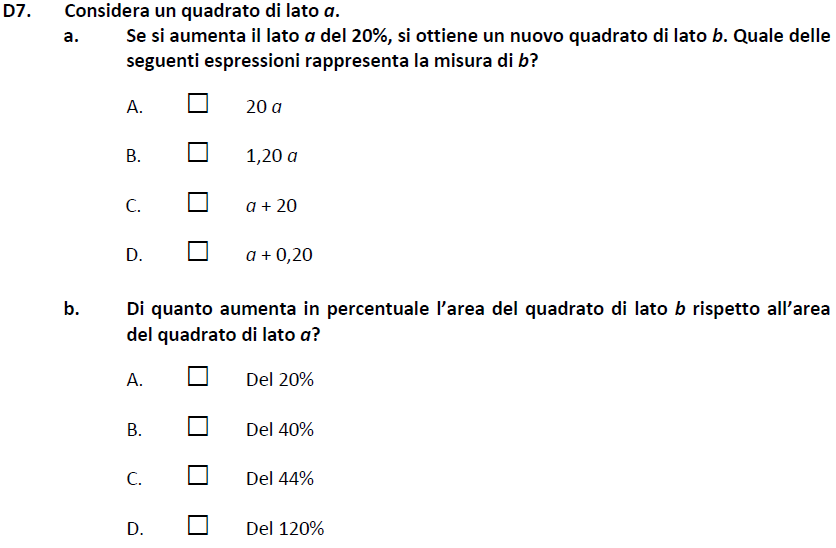 D7. Considera un quadrato di lato a.
a. Se si aumenta il lato a del 20%, si ottiene un nuovo quadrato di lato b. Quale delle
seguenti espressioni rappresenta la misura di b?
A. 20 a
B. 1,20 a
C. a + 20
D. a + 0,20
b. Di quanto aumenta in percentuale l’area del quadrato di lato b rispetto all’area
del quadrato di lato a?
A. Del 20%
B. Del 40%
C. Del 44%
D. Del 120%